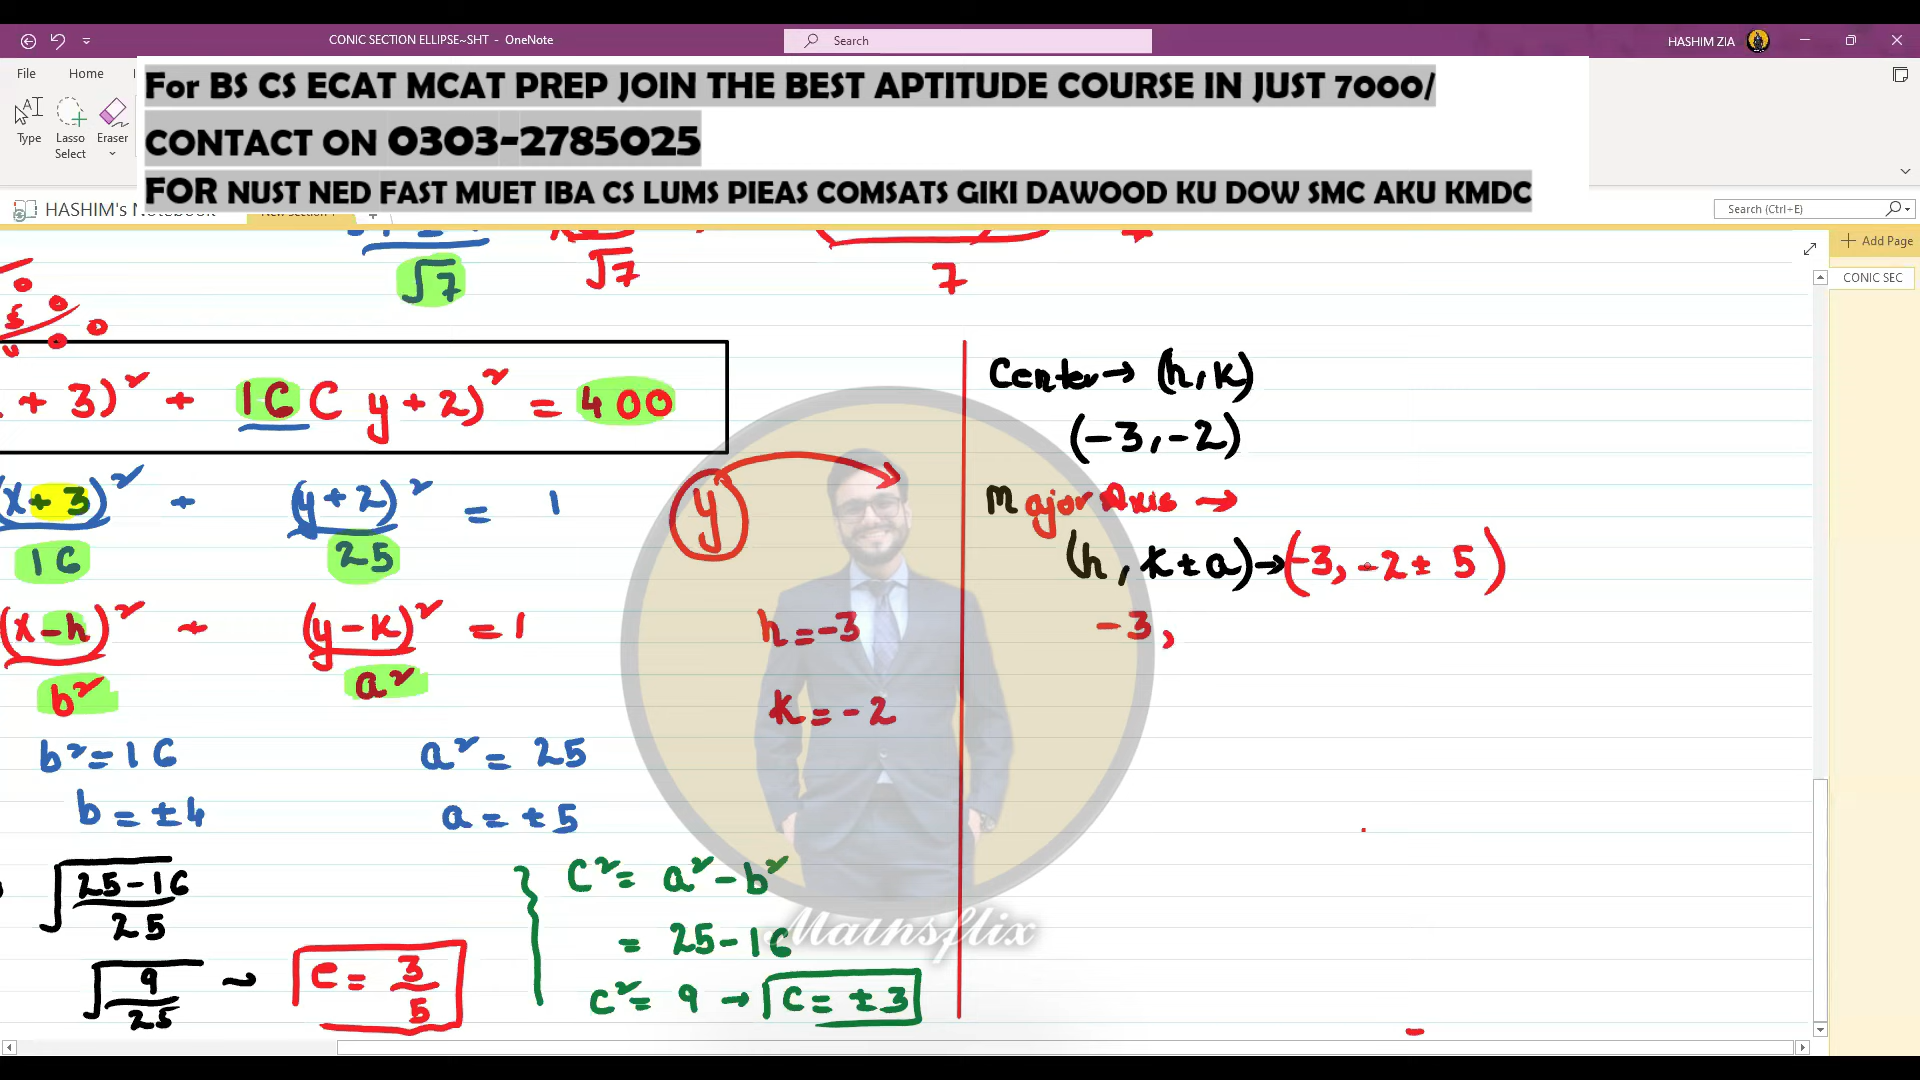 CONIC SECTION ELLIPSE~SHT - OneNote
Search
HASHIM ZIA
File
Home
For BS CS ECAT MCAT PREP JOIN THE BEST APTITUDE COURSE IN JUST 7000/
CONTACT ON 0303-2785025
FOR NUST NED FAST MUET IBA CS LUMS PIEAS COMSATS GIKI DAWOOD KU DOW SMC AKU KMDC
Type
Lasso Select
Eraser
HASHIM's Notebook
Search (Ctrl+E)
Add Page
CONIC SEC
√7
√7
7
+ 3)² + 16(y+2)² = 400
(x+3)²/16 + (y+2)²/25 = 1
y
(x-h)²/b² + (y-k)²/a² = 1
h = -3
k = -2
b² = 16
a² = 25
b = ±4
a = ±5
√(25-16)/25
√9/25 → e = 3/5
c² = a² - b²
= 25-16
c² = 9 → c = ±3
Center → (h,k)
(-3,-2)
Major Axis →
(h, k±a) → (-3, -2 ± 5)
-3,
Mainsflix